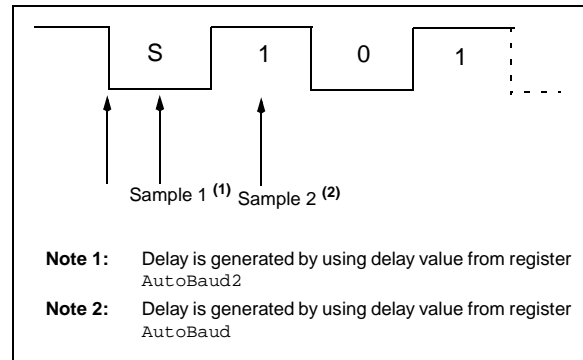 S 1 0 1
Sample 1 (1) Sample 2 (2)
Note 1: Delay is generated by using delay value from register
AutoBaud2
Note 2: Delay is generated by using delay value from register
AutoBaud